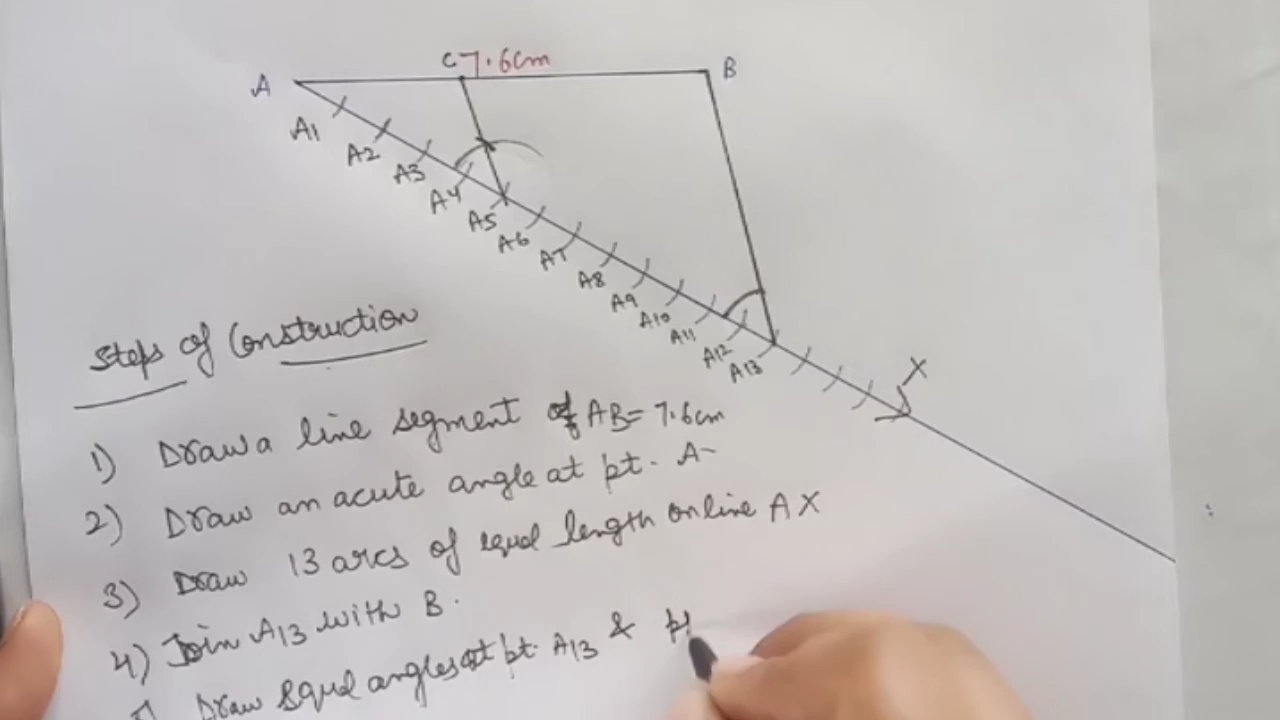 C 7.6cm
A B
A1
A2
A3
A4
A5
A6
A7
A8
A9
A10
A11
A12
A13
X
Steps of Construction
1) Draw a line segment of AB = 7.6cm
2) Draw an acute angle at pt. A
3) Draw 13 arcs of equal length on line AX
4) Join A13 with B.
Draw equal angles at pt. A13 &